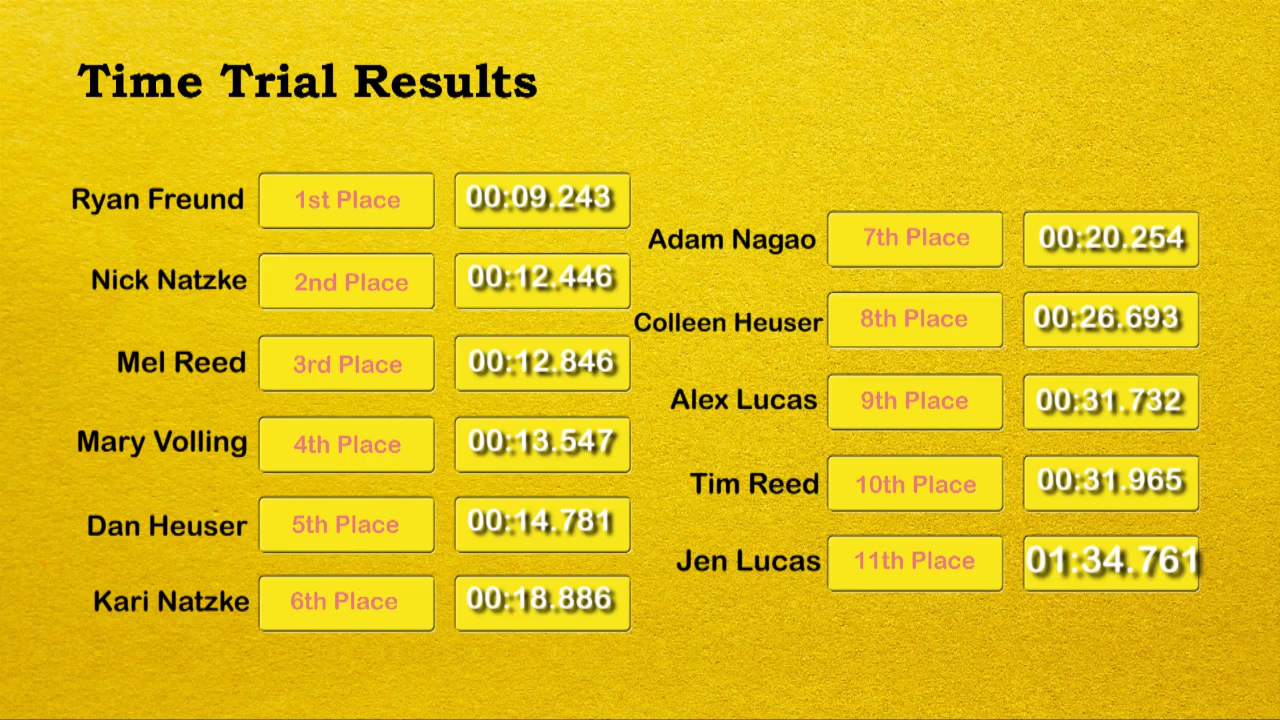 Time Trial Results
Ryan Freund 1st Place 00:09.243
Nick Natzke 2nd Place 00:12.446
Mel Reed 3rd Place 00:12.846
Mary Volling 4th Place 00:13.547
Dan Heuser 5th Place 00:14.781
Kari Natzke 6th Place 00:18.886
Adam Nagao 7th Place 00:20.254
Colleen Heuser 8th Place 00:26.693
Alex Lucas 9th Place 00:31.732
Tim Reed 10th Place 00:31.965
Jen Lucas 11th Place 01:34.761